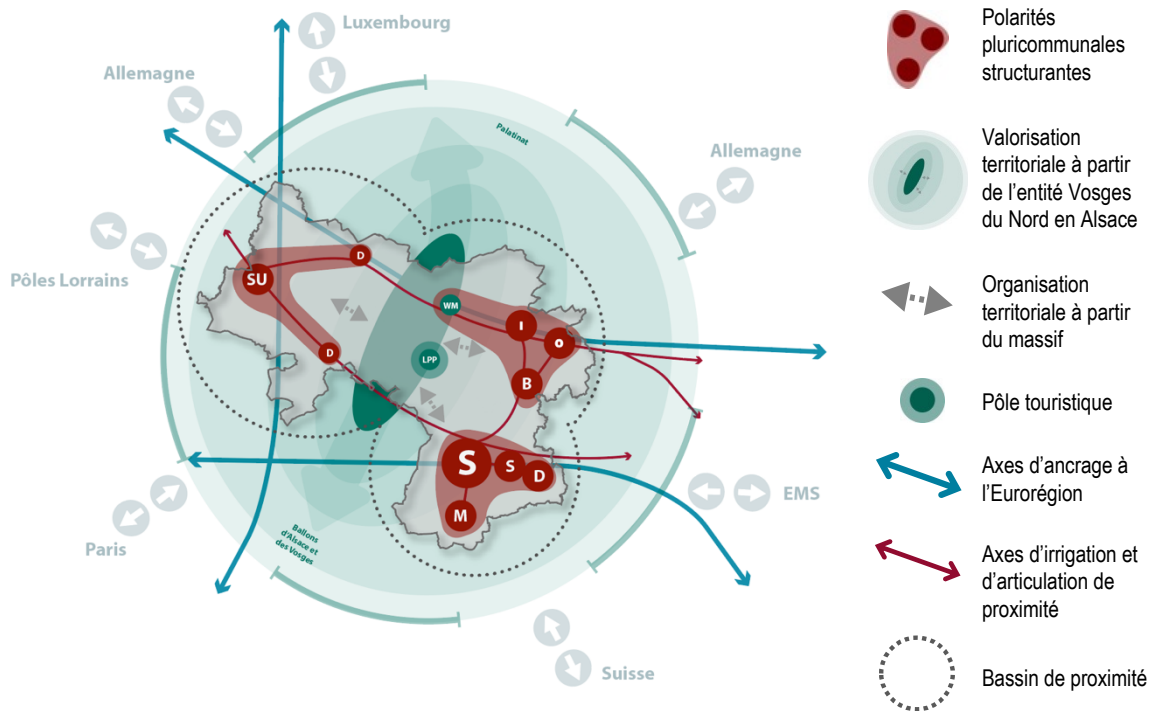 Luxembourg
Allemagne
Palatinat
Allemagne
Pôles Lorrains
SU
D
D
WM
LPP
I
O
B
S
S
D
M
EMS
Paris
Ballons
d'Alsace et
des Vosges
Suisse
Polarités
pluricommunales
structurantes
Valorisation
territoriale à partir
de l'entité Vosges
du Nord en Alsace
Organisation
territoriale à partir
du massif
Pôle touristique
Axes d'ancrage à
l'Eurorégion
Axes d'irrigation et
d'articulation de
proximité
Bassin de proximité